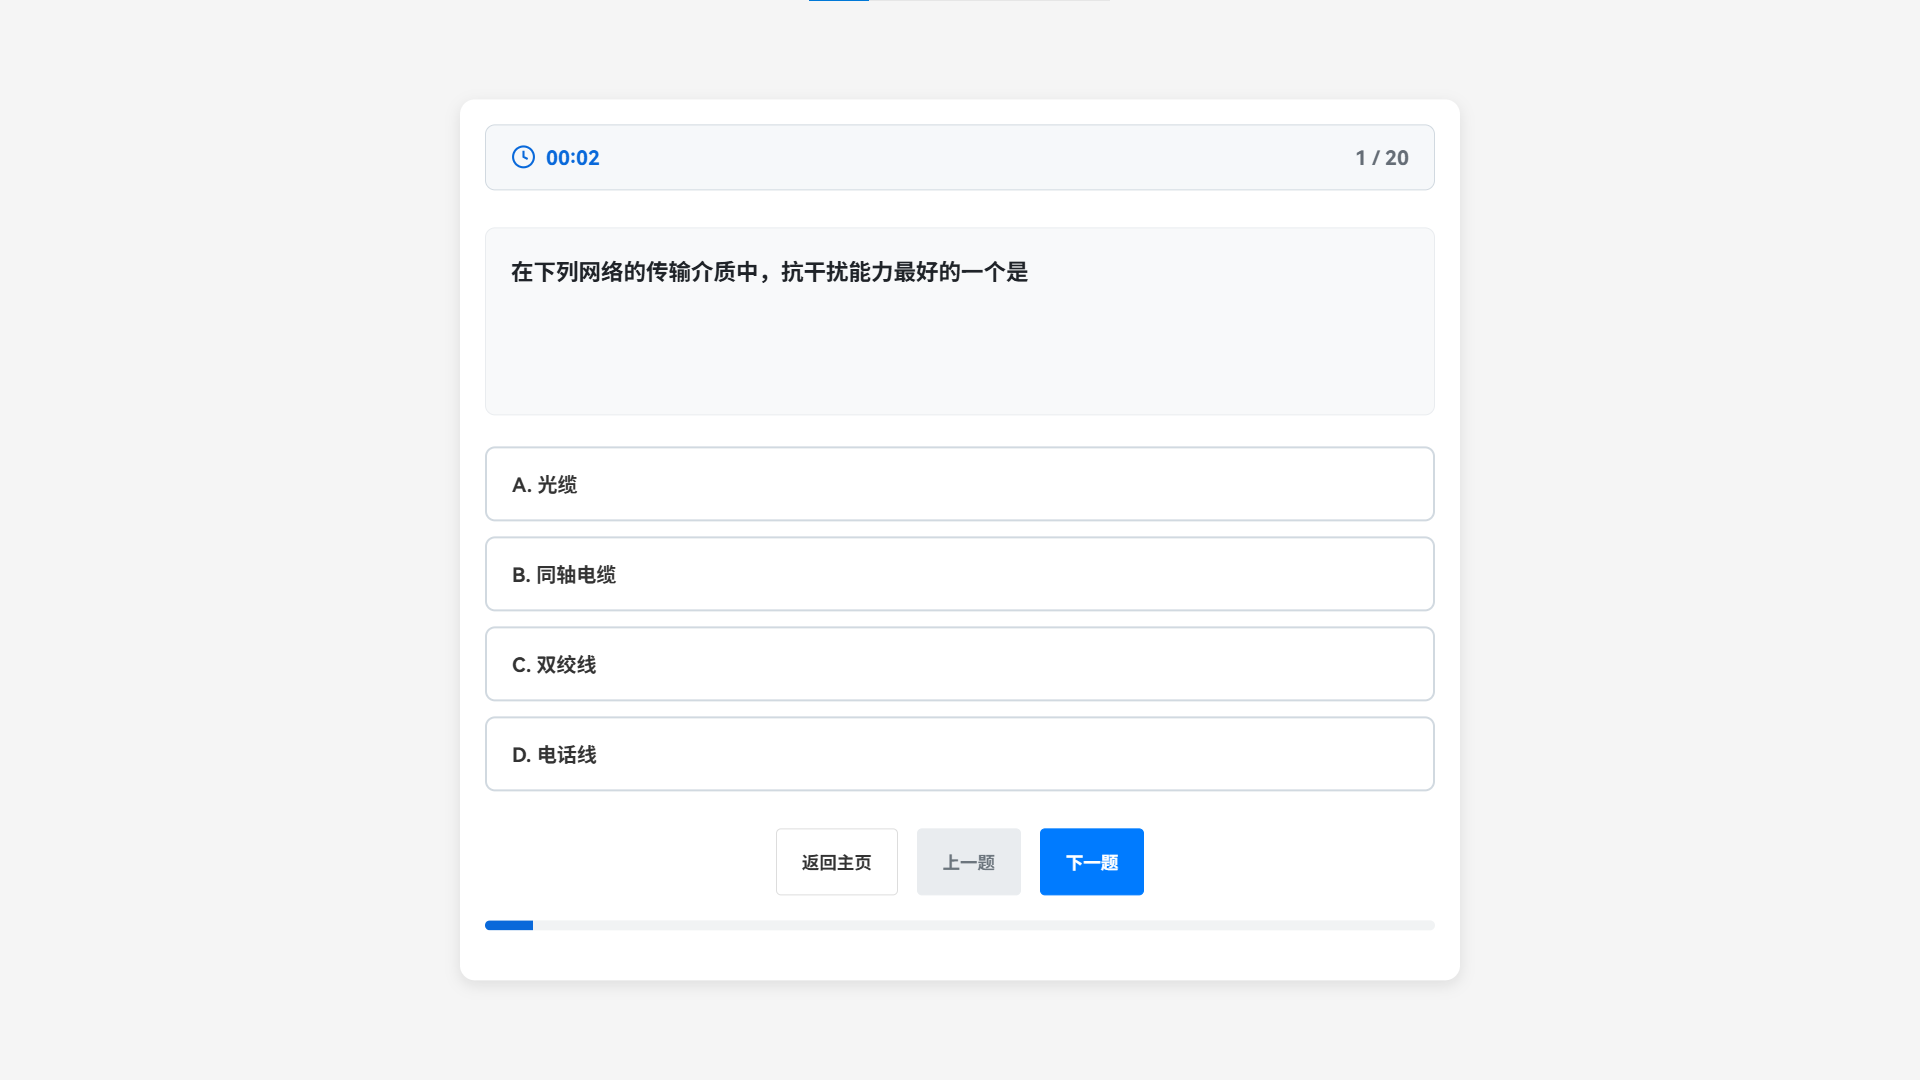 00:02
1 / 20
在下列网络的传输介质中，抗干扰能力最好的一个是
A. 光缆
B. 同轴电缆
C. 双绞线
D. 电话线
返回主页
上一题
下一题